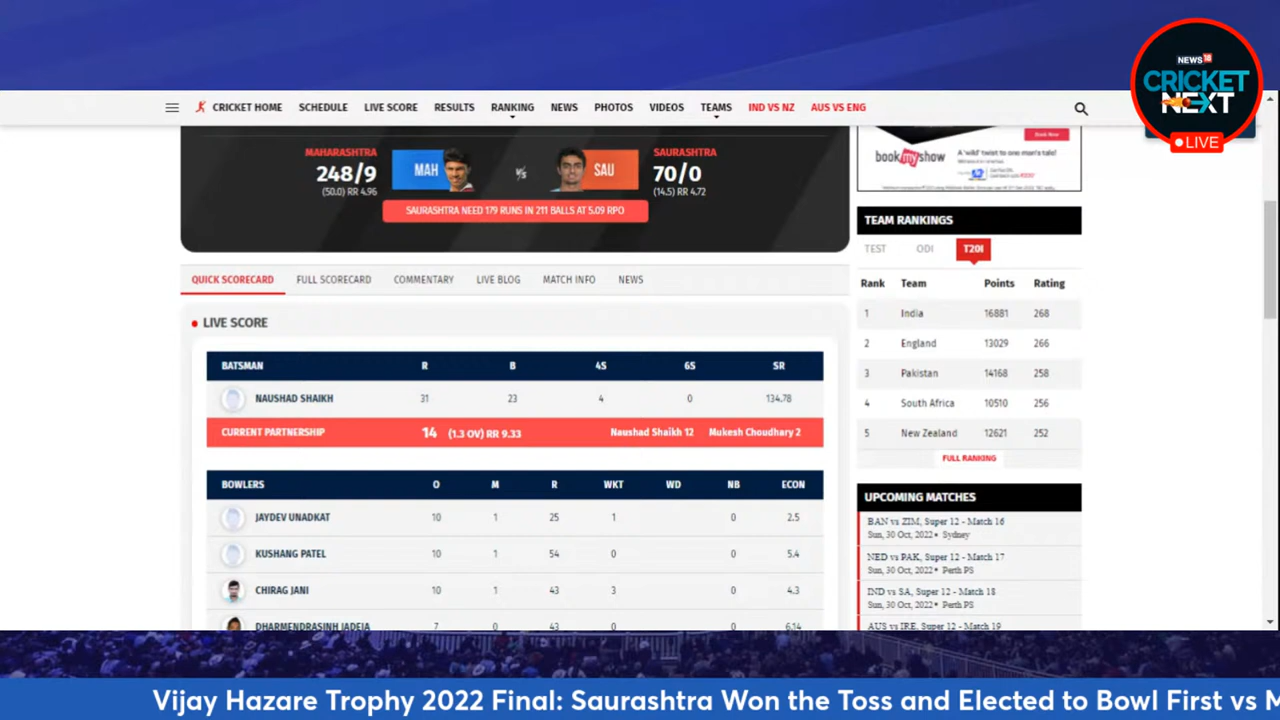 NEWS 18
CRICKET
NEXT
LIVE
CRICKET HOME SCHEDULE LIVE SCORE RESULTS RANKING NEWS PHOTOS VIDEOS TEAMS IND VS NZ AUS VS ENG
MAHARASHTRA
248/9
(50.0) RR 4.96
MAH
VS
SAU
SAURASHTRA
70/0
(14.5) RR 4.72
SAURASHTRA NEED 179 RUNS IN 211 BALLS AT 5.09 RPO
Book Now
bookmyshow
A 'wild' twist to one man's tale!
QUICK SCORECARD FULL SCORECARD COMMENTARY LIVE BLOG MATCH INFO NEWS
LIVE SCORE
BATSMAN R B 4S 6S SR
NAUSHAD SHAIKH 31 23 4 0 134.78
CURRENT PARTNERSHIP 14 (1.3 OV) RR 9.33 Naushad Shaikh 12 Mukesh Choudhary 2
BOWLERS O M R WKT WD NB ECON
JAYDEV UNADKAT 10 1 25 1 0 2.5
KUSHANG PATEL 10 1 54 0 0 5.4
CHIRAG JANI 10 1 43 3 0 4.3
DHARMENDRASINH JADEJA 7 0 43 0 0 6.14
TEAM RANKINGS
TEST ODI T20I
Rank Team Points Rating
1 India 16881 268
2 England 13029 266
3 Pakistan 14168 258
4 South Africa 10510 256
5 New Zealand 12621 252
FULL RANKING
UPCOMING MATCHES
BAN vs ZIM, Super 12 - Match 16
Sun, 30 Oct, 2022• Sydney
NED vs PAK, Super 12 - Match 17
Sun, 30 Oct, 2022• Perth PS
IND vs SA, Super 12 - Match 18
Sun, 30 Oct, 2022• Perth PS
AUS vs IRE, Super 12 - Match 19
Vijay Hazare Trophy 2022 Final: Saurashtra Won the Toss and Elected to Bowl First vs M